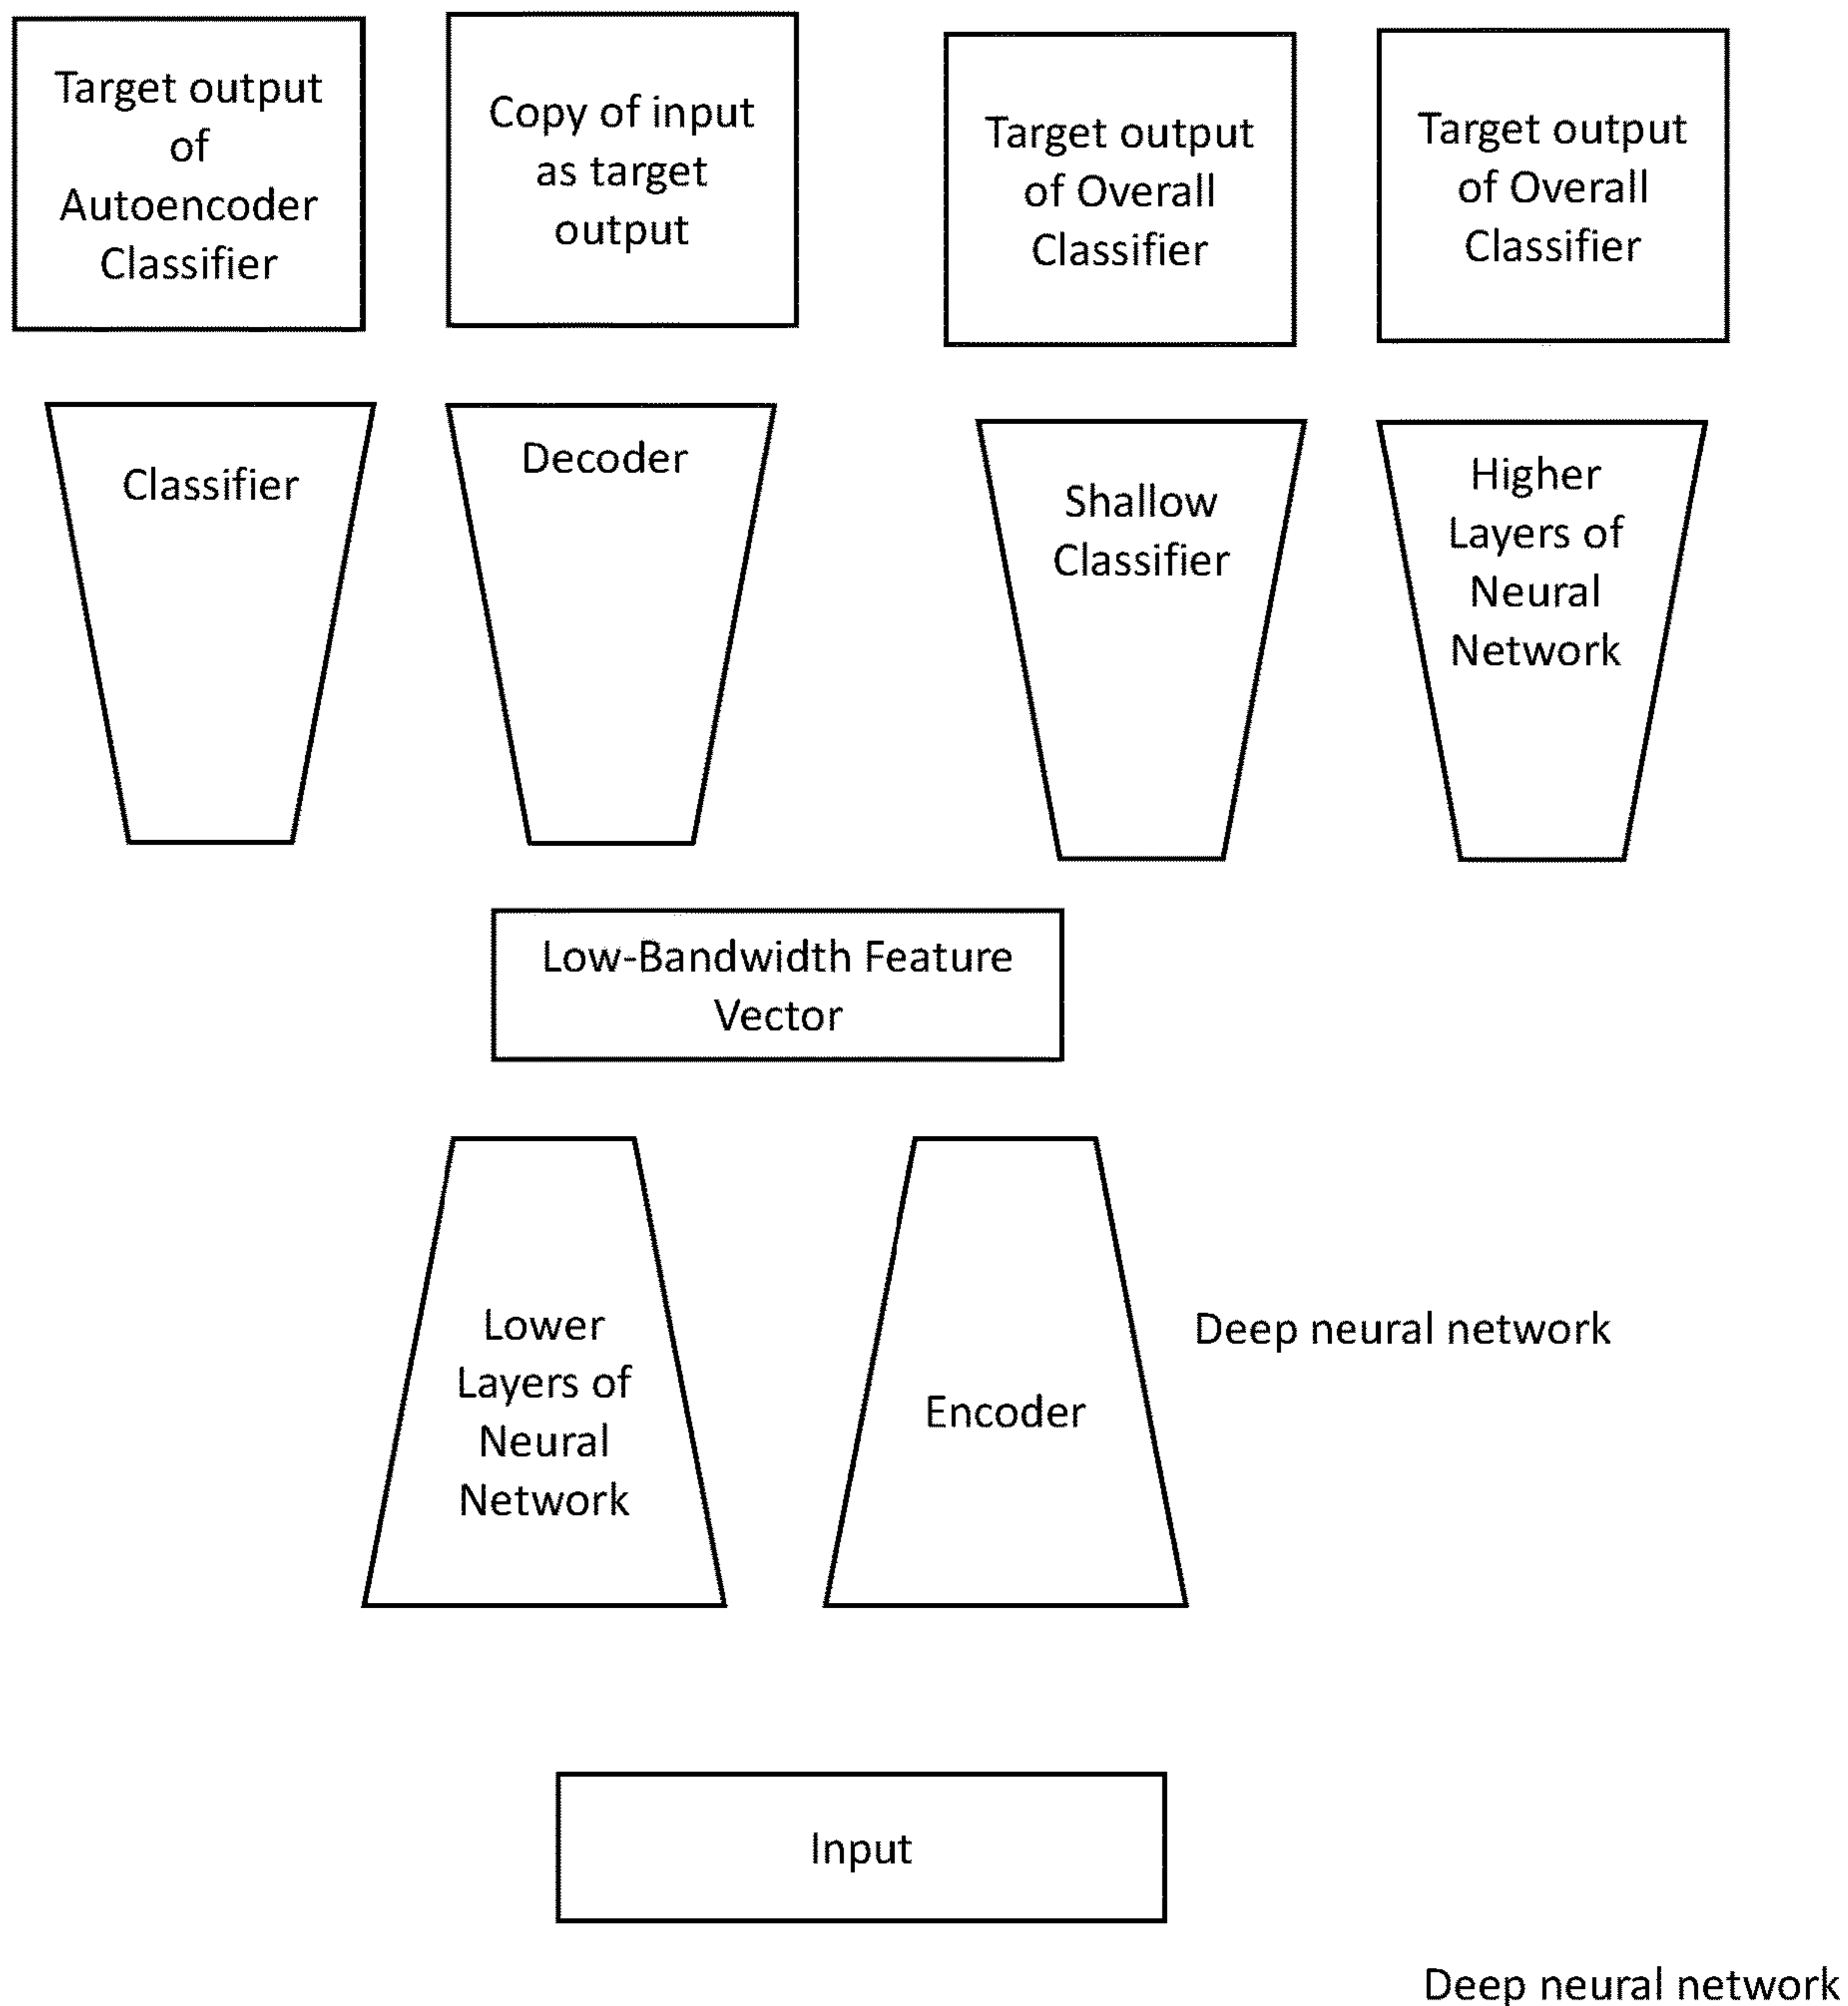 Target output
of
Autoencoder
Classifier
Copy of input
as target
output
Target output
of Overall
Classifier
Target output
of Overall
Classifier
Classifier
Decoder
Shallow
Classifier
Higher
Layers of
Neural
Network
Low-Bandwidth Feature
Vector
Lower
Layers of
Neural
Network
Encoder
Deep neural network
Input
Deep neural network